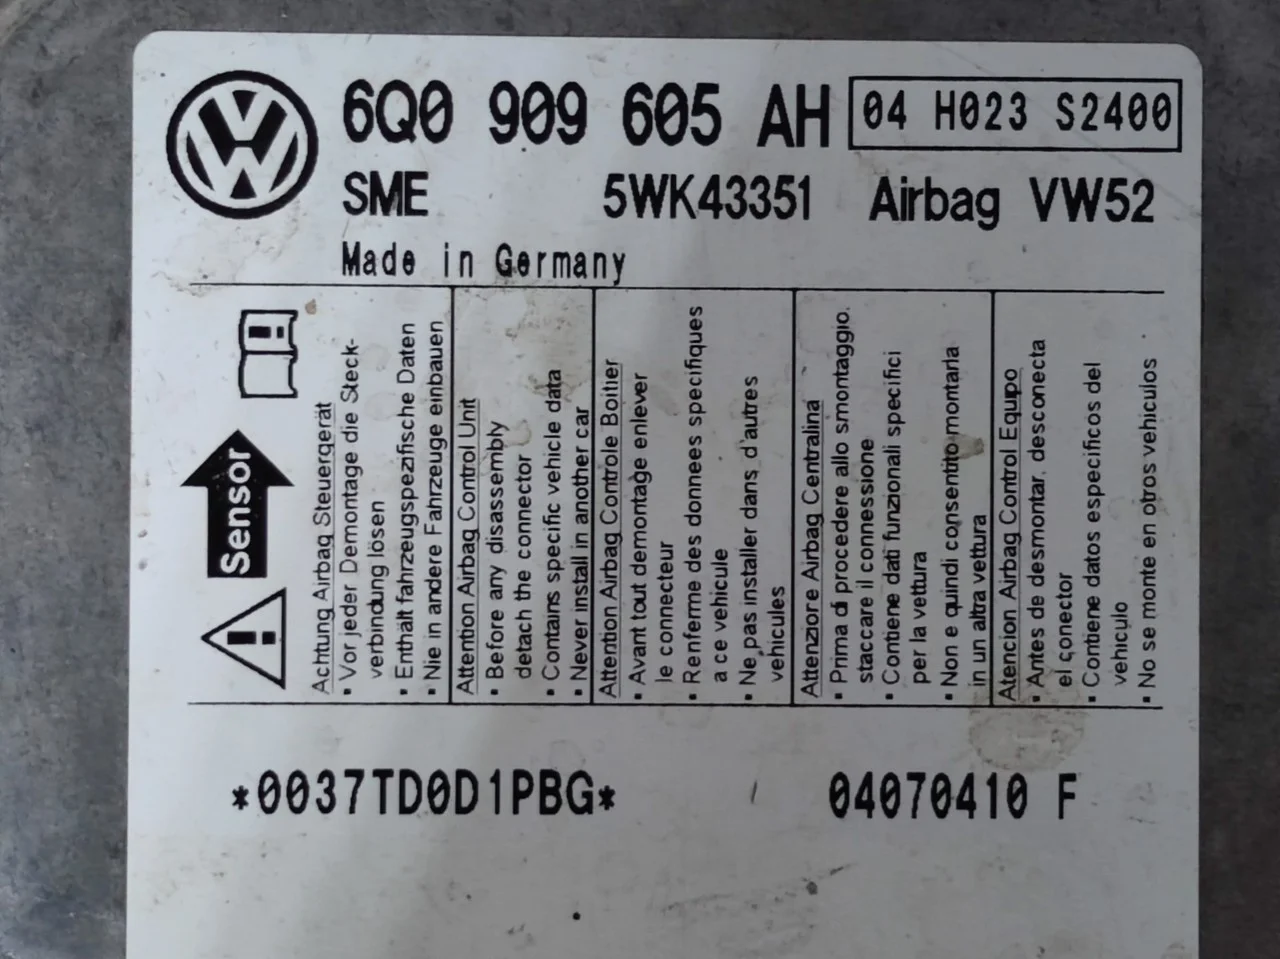 6Q0 909 605 AH 04 H023 S2400
SME 5WK43351 Airbag VW52
Made in Germany
Sensor
Achtung Airbag Steuergerät
• Vor jeder Demontage die Steck-
verbindung lösen
• Enthält fahrzeugspezifische Daten
• Nie in andere Fahrzeuge einbauen
Attention Airbag Control Unit
• Before any disassembly
detach the connector
• Contains specific vehicle data
• Never install in another car
Attention Airbag Controle Boitier
• Avant tout demontage enlever
le connecteur
• Renferme des donnees specifiques
a ce vehicule
• Ne pas installer dans d'autres
vehicules
Attenzione Airbag Centralina
• Prima di procedere allo smontaggio.
staccare il connessione
• Contiene dati funzionali specifici
per la vettura
• Non e quindi consentito montarla
in un altra vettura
Atencion Airbag Control Equipo
• Antes de desmontar, desconecta
el conector
• Contiene datos especificos del
vehiculo
• No se monte en otros vehiculos
*0037TD0D1PBG* 04070410 F